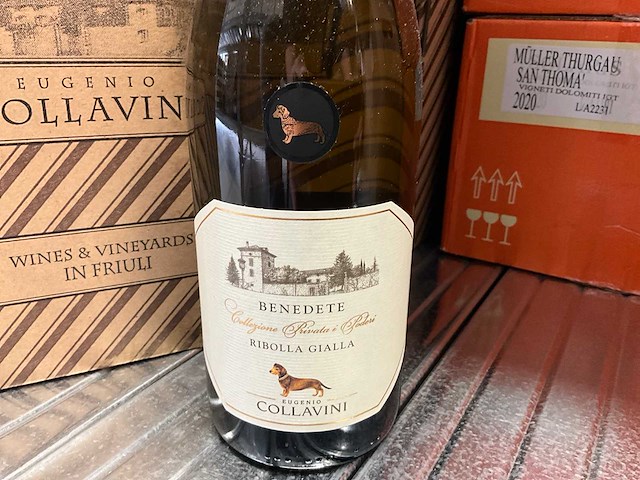 EUGENIO
COLLAVINI
WINES & VINEYARDS
IN FRIULI
BENEDETE
Collezione Privata i Poderi
RIBOLLA GIALLA
EUGENIO
COLLAVINI
MÜLLER THURGAU
SAN THOMA'
VIGNETI DOLOMITI IGT
2020 L/A2231